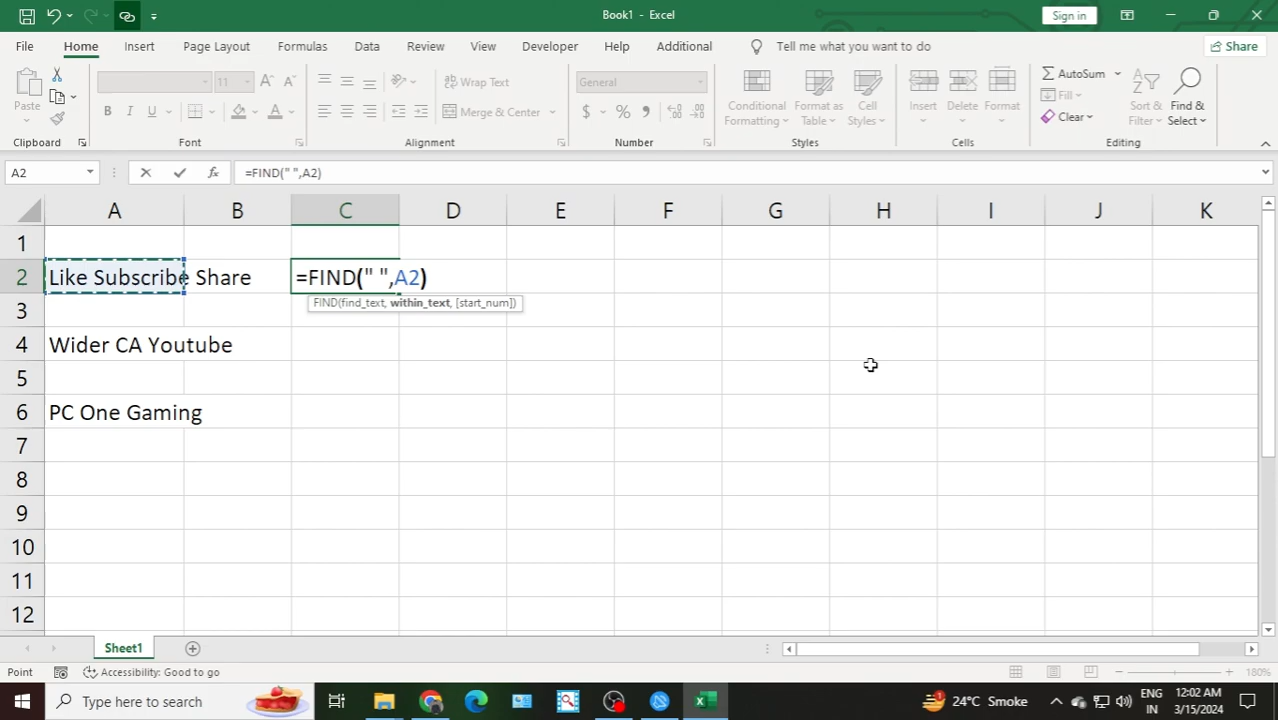 Book1 - Excel
Sign in
File Home Insert Page Layout Formulas Data Review View Developer Help Additional Tell me what you want to do Share
11 A A Wrap Text General AutoSum
Paste B I U A Merge & Center $ % Conditional Formatting Format as Table Cell Styles Insert Delete Format Fill Sort & Filter Find & Select
Clear
Clipboard Font Alignment Number Styles Cells Editing
A2 fx =FIND(" ",A2)
A B C D E F G H I J K
1
2 Like Subscribe Share =FIND(" ",A2)
3 FIND(find_text, within_text, [start_num])
4 Wider CA Youtube
5
6 PC One Gaming
7
8
9
10
11
12
Sheet1
Point Accessibility: Good to go 180%
Type here to search 24°C Smoke ENG IN 12:02 AM 3/15/2024